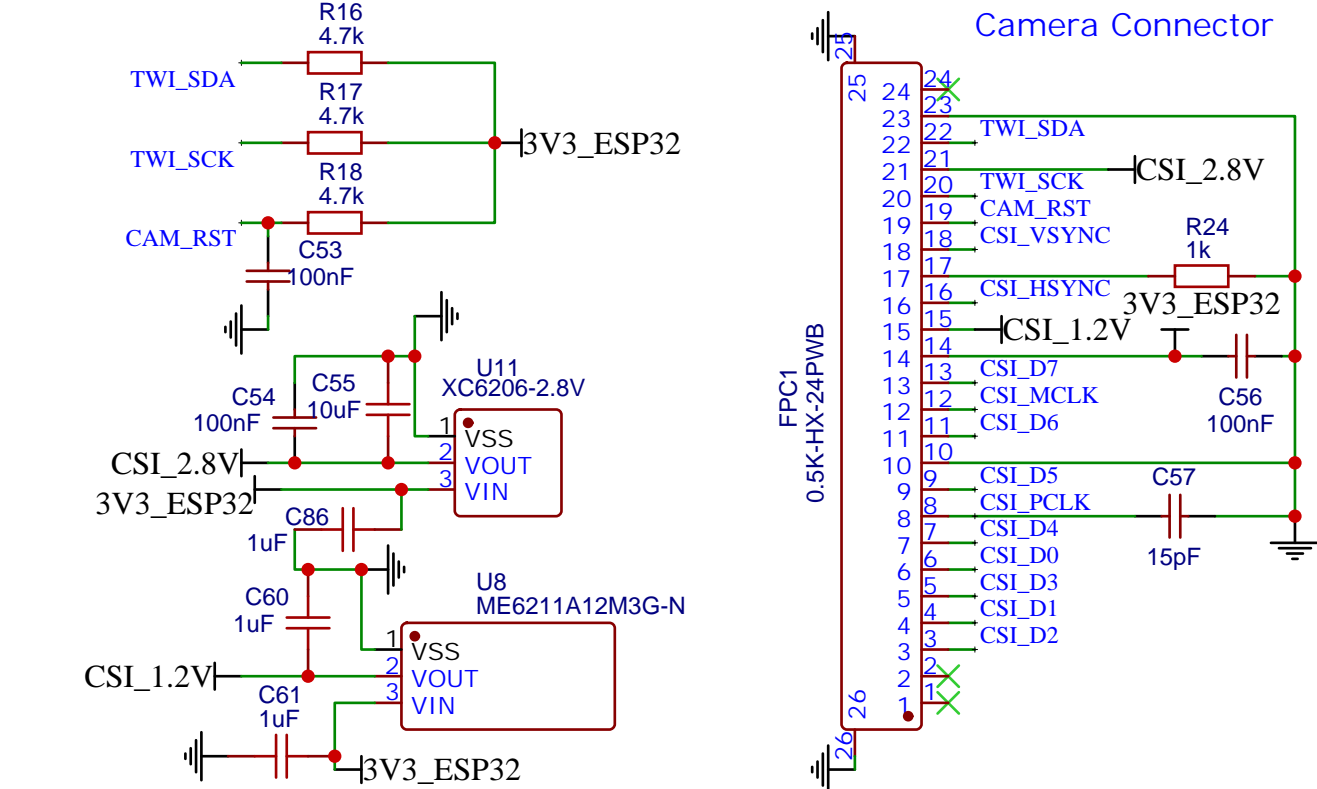 Camera Connector
R16
4.7k
TWI_SDA
R17
4.7k
TWI_SCK
3V3_ESP32
R18
4.7k
CAM_RST
C53
100nF
U11
XC6206-2.8V
C54
100nF
C55
10uF
1 VSS
2 VOUT
3 VIN
CSI_2.8V
3V3_ESP32
C86
1uF
U8
ME6211A12M3G-N
C60
1uF
1 VSS
2 VOUT
3 VIN
CSI_1.2V
C61
1uF
3V3_ESP32
FPC1
0.5K-HX-24PWB
25 25
24 24
23 23
22 22 TWI_SDA
21 21 CSI_2.8V
20 20 TWI_SCK
19 19 CAM_RST
18 18 CSI_VSYNC
R24
1k
17 17
16 16 CSI_HSYNC
3V3_ESP32
15 15 CSI_1.2V
14 14
C56
100nF
13 13 CSI_D7
12 12 CSI_MCLK
11 11 CSI_D6
10 10
9 9 CSI_D5
8 8 CSI_PCLK
C57
15pF
7 7 CSI_D4
6 6 CSI_D0
5 5 CSI_D3
4 4 CSI_D1
3 3 CSI_D2
2 2
1 1
26 26